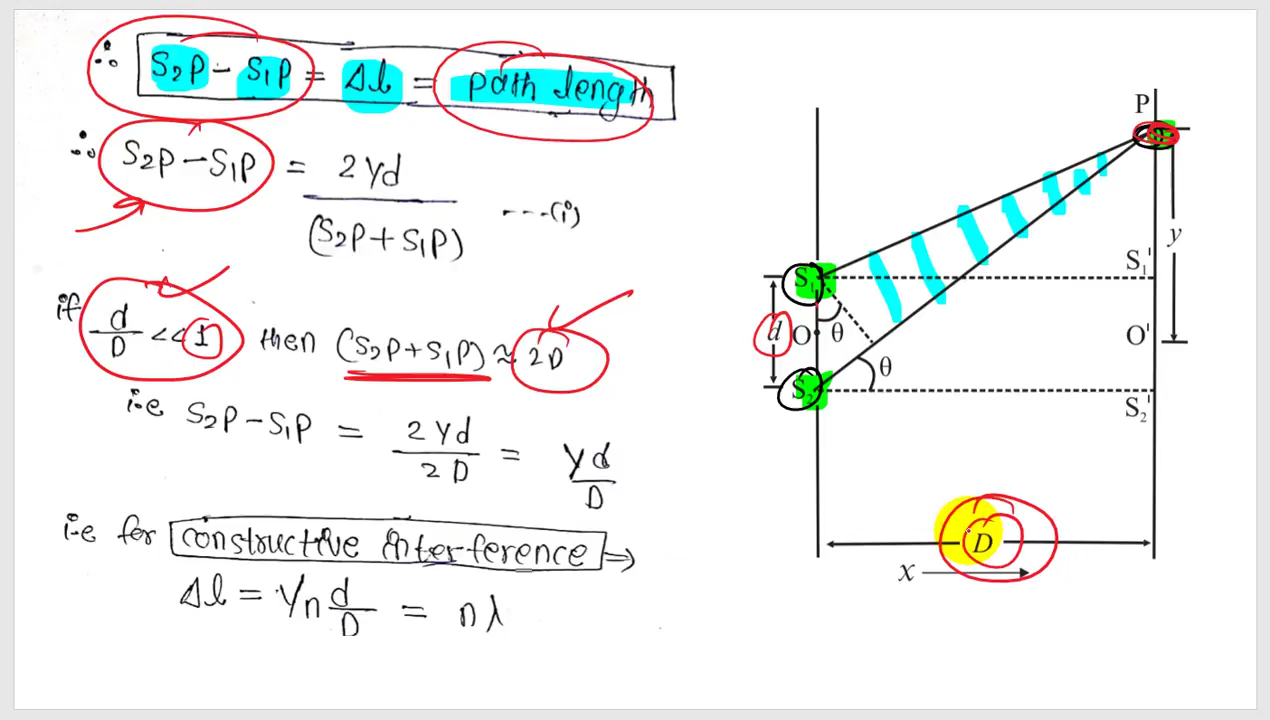 ∴ S₂P − S₁P = Δl = path length
∴ S₂P − S₁P = 2yd / (S₂P + S₁P) ----(i)
if d/D << 1 then (S₂P + S₁P) ≈ 2D
i.e S₂P − S₁P = 2yd / 2D = yd / D
i.e for constructive interference ⇒
Δl = yₙ d/D = nλ
P
y
S₁
S₁'
d
O
θ
O'
θ
S₂
S₂'
D
x